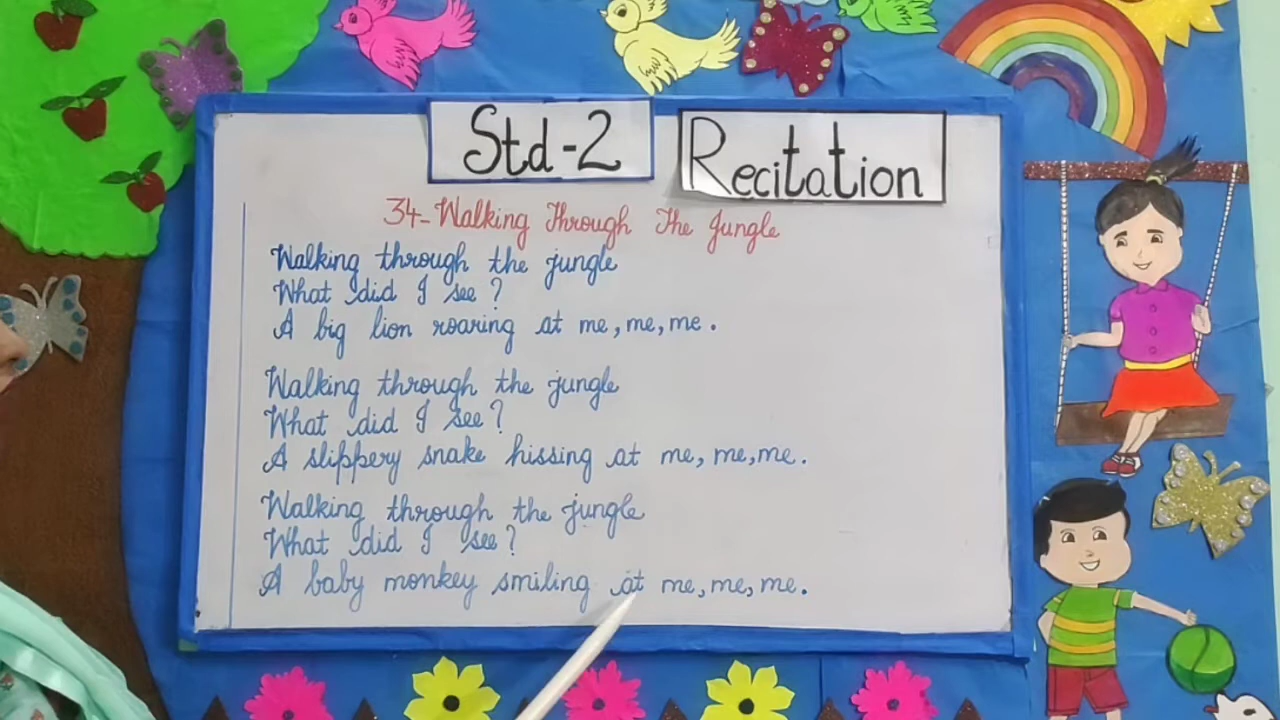 Std-2
Recitation
34-Walking Through The Jungle
Walking through the jungle
What did I see?
A big lion roaring at me, me, me.
Walking through the jungle
What did I see?
A slippery snake hissing at me, me, me.
Walking through the jungle
What did I see?
A baby monkey smiling at me, me, me.